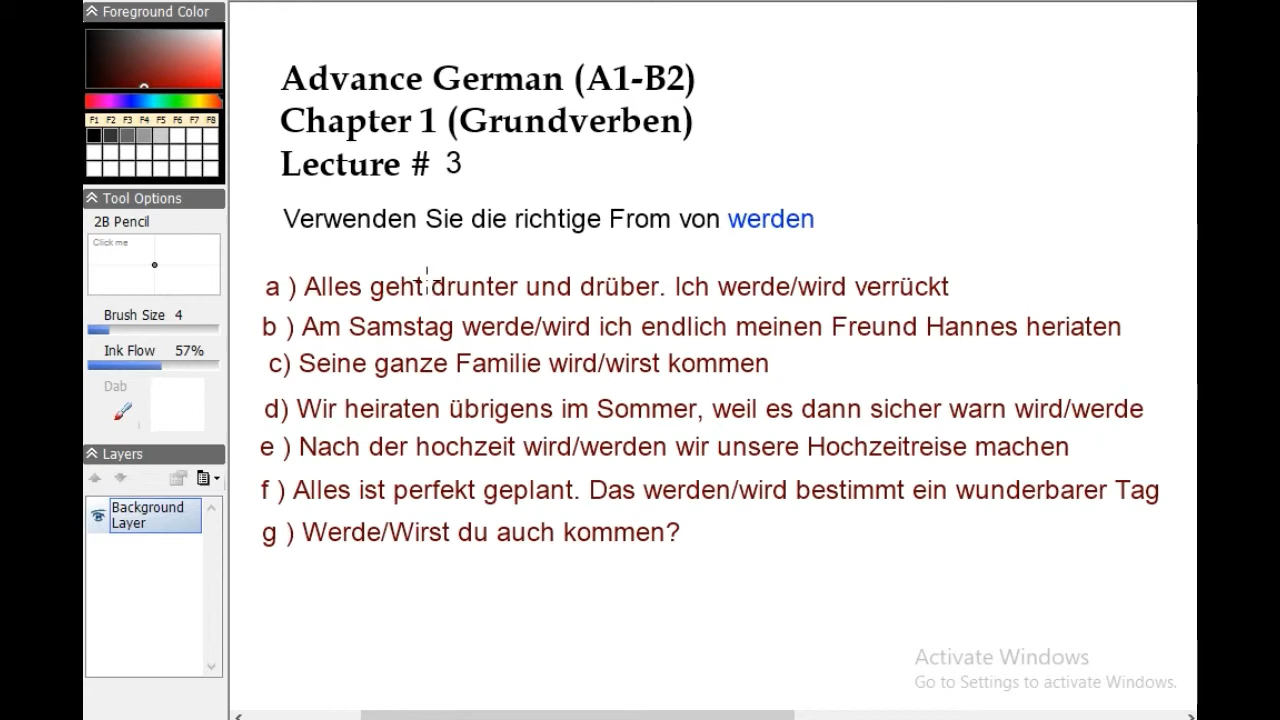 Foreground Color
F1 F2 F3 F4 F5 F6 F7 F8
Tool Options
2B Pencil
Click me
Brush Size 4
Ink Flow 57%
Dab
Layers
Background
Layer
Advance German (A1-B2)
Chapter 1 (Grundverben)
Lecture # 3
Verwenden Sie die richtige From von werden
a ) Alles geht drunter und drüber. Ich werde/wird verrückt
b ) Am Samstag werde/wird ich endlich meinen Freund Hannes heriaten
c) Seine ganze Familie wird/wirst kommen
d) Wir heiraten übrigens im Sommer, weil es dann sicher warn wird/werde
e ) Nach der hochzeit wird/werden wir unsere Hochzeitreise machen
f ) Alles ist perfekt geplant. Das werden/wird bestimmt ein wunderbarer Tag
g ) Werde/Wirst du auch kommen?
Activate Windows
Go to Settings to activate Windows.